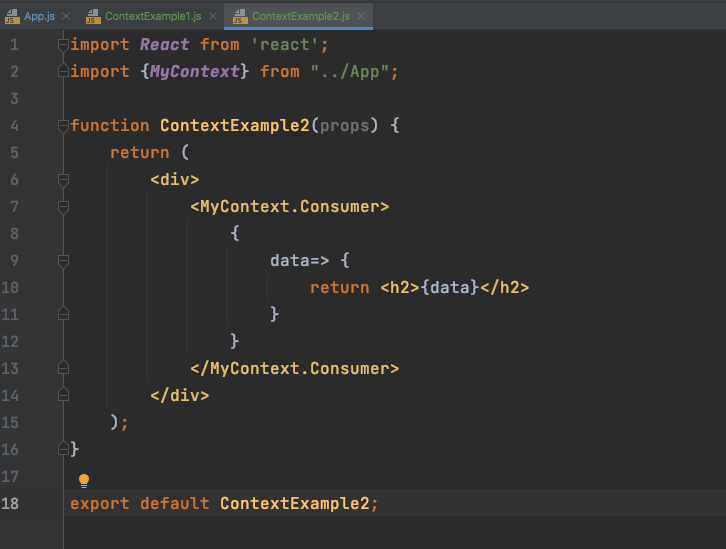 App.js ContextExample1.js ContextExample2.js
1 import React from 'react';
2 import {MyContext} from "../App";
3
4 function ContextExample2(props) {
5     return (
6         <div>
7             <MyContext.Consumer>
8                 {
9                     data=> {
10                         return <h2>{data}</h2>
11                     }
12                 }
13             </MyContext.Consumer>
14         </div>
15     );
16 }
17
18 export default ContextExample2;